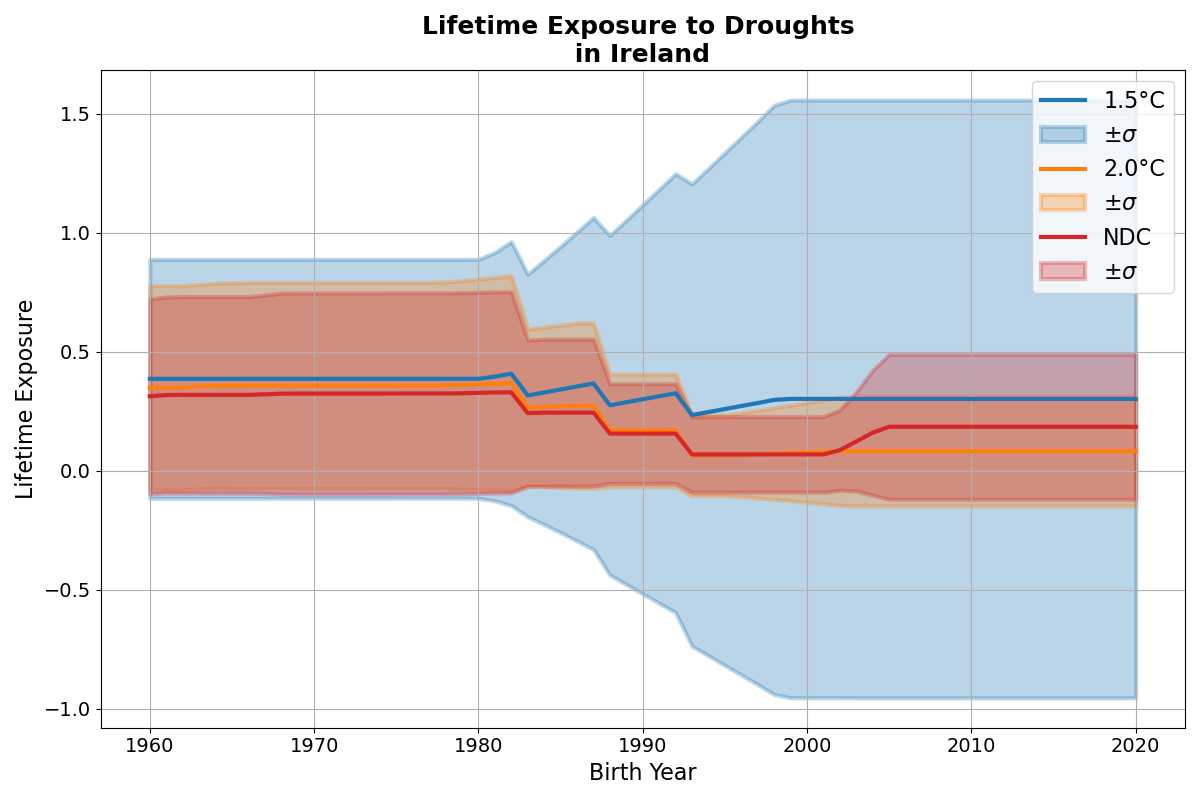 Lifetime Exposure to Droughts
in Ireland
1.5°C
±σ
2.0°C
±σ
NDC
±σ
Lifetime Exposure
1.5
1.0
0.5
0.0
−0.5
−1.0
1960 1970 1980 1990 2000 2010 2020
Birth Year